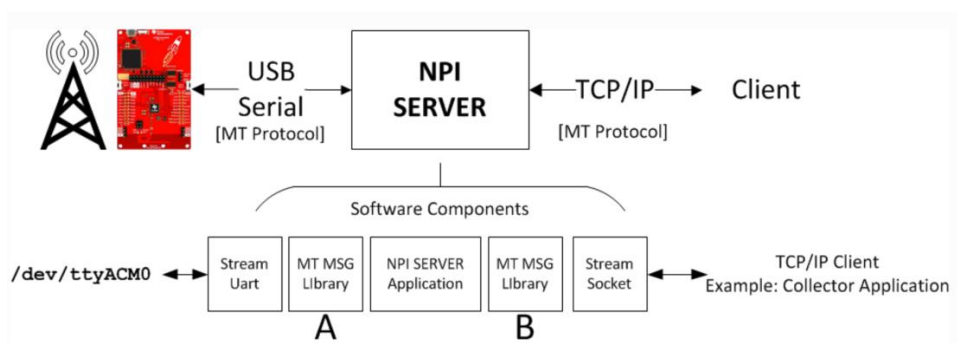 USB
Serial
[MT Protocol]
NPI
SERVER
TCP/IP
[MT Protocol]
Client
Software Components
/dev/ttyACM0
Stream
Uart
MT MSG
LIbrary
NPI SERVER
Application
MT MSG
LIbrary
Stream
Socket
TCP/IP Client
Example: Collector Application
A
B